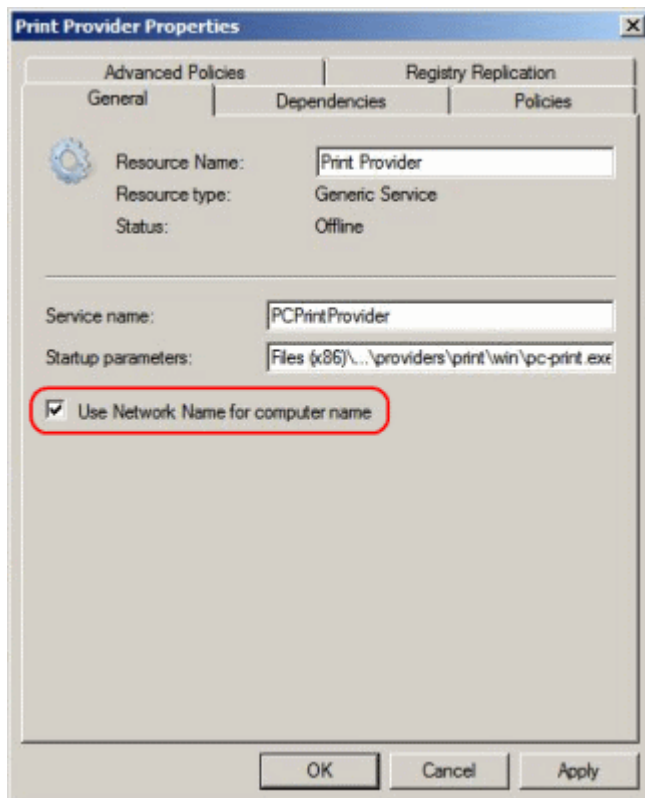 Print Provider Properties
Advanced Policies Registry Replication
General Dependencies Policies
Resource Name: Print Provider
Resource type: Generic Service
Status: Offline
Service name: PCPrintProvider
Startup parameters: Files (x86)\...\providers\print\win\pc-print.exe
Use Network Name for computer name
OK Cancel Apply